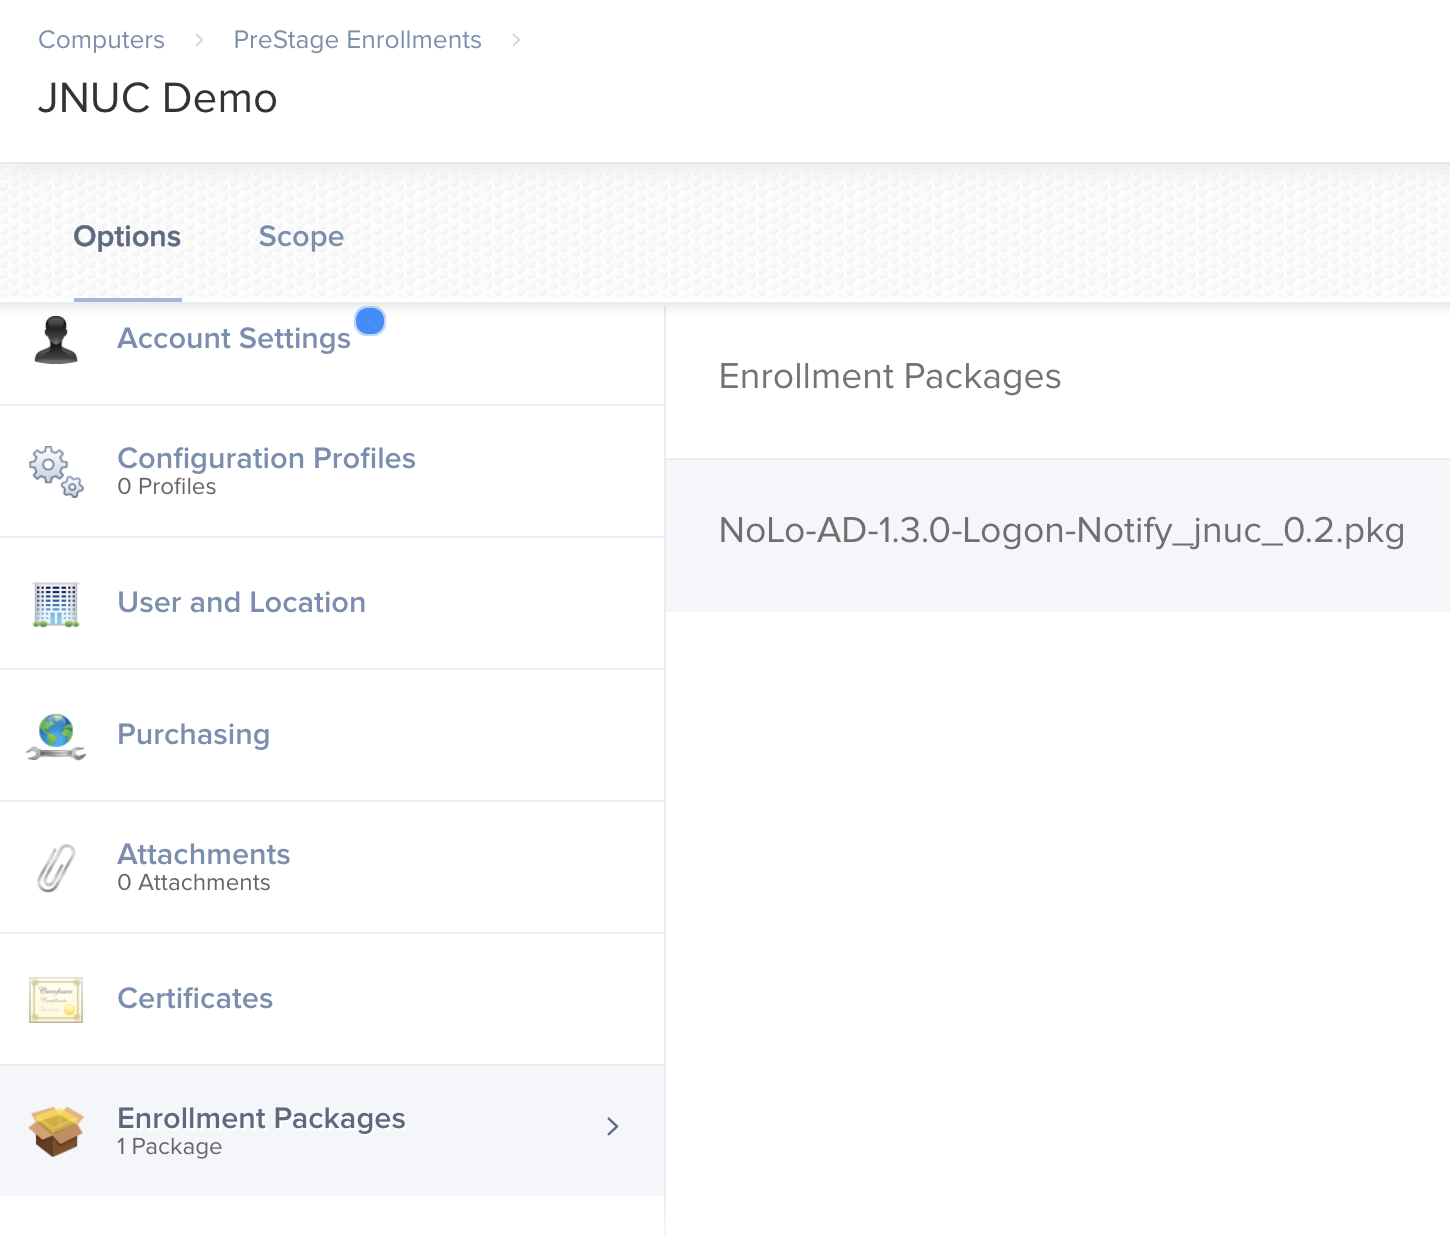 Computers > PreStage Enrollments >
JNUC Demo
Options Scope
Account Settings
Configuration Profiles
0 Profiles
User and Location
Purchasing
Attachments
0 Attachments
Certificates
Enrollment Packages
1 Package
Enrollment Packages
NoLo-AD-1.3.0-Logon-Notify_jnuc_0.2.pkg